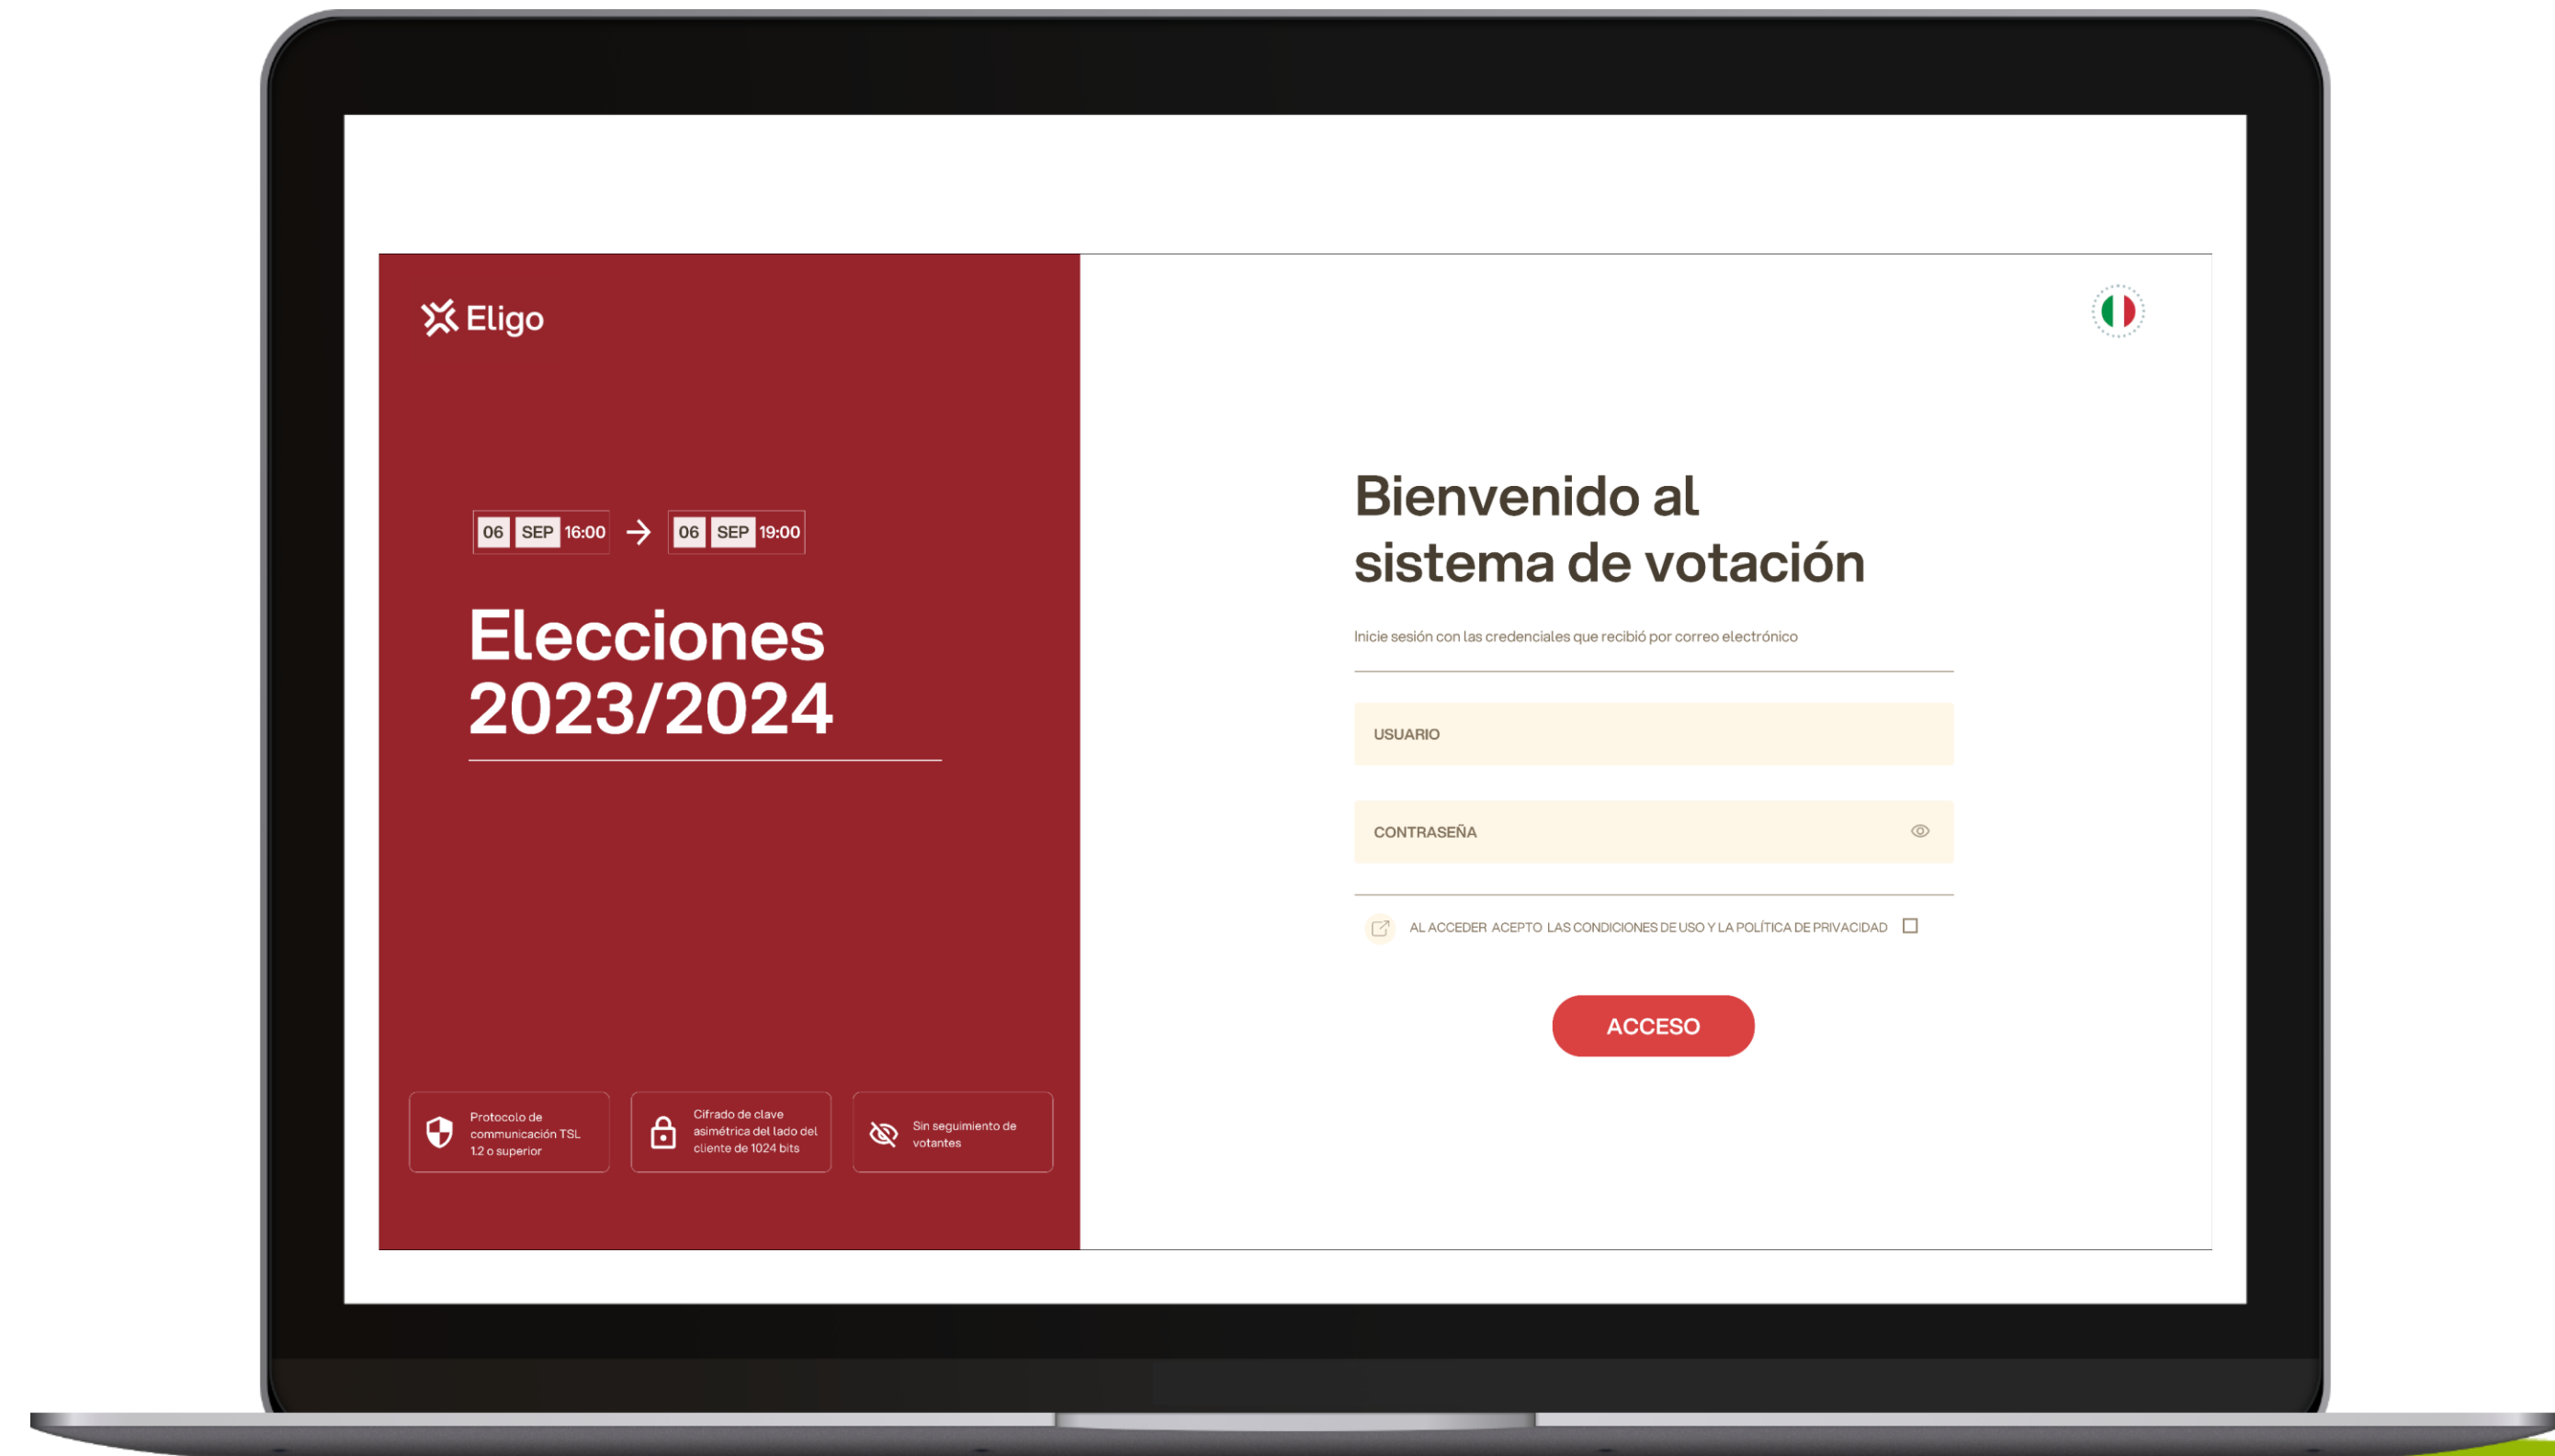 Eligo
06 SEP 16:00 → 06 SEP 19:00
Elecciones
2023/2024
Protocolo de
communicación TSL
1.2 o superior
Cifrado de clave
asimétrica del lado del
cliente de 1024 bits
Sin seguimiento de
votantes
Bienvenido al
sistema de votación
Inicie sesión con las credenciales que recibió por correo electrónico
USUARIO
CONTRASEÑA
AL ACCEDER ACEPTO LAS CONDICIONES DE USO Y LA POLÍTICA DE PRIVACIDAD
ACCESO